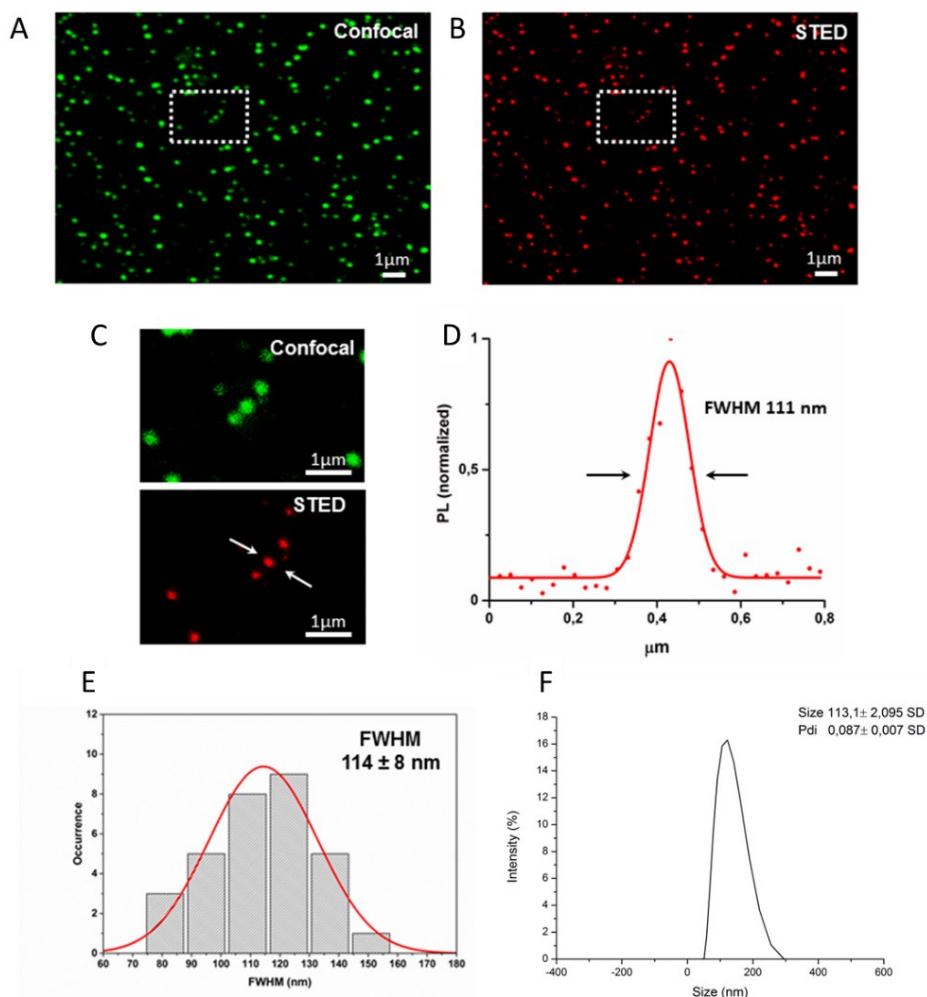 A
Confocal
1µm
B
STED
1µm
C
Confocal
1µm
STED
1µm
D
1
0,5
0
PL (normalized)
FWHM 111 nm
0
0,2
0,4
0,6
0,8
µm
E
12
10
8
6
4
2
0
Occurrence
FWHM
114 ± 8 nm
60 70 80 90 100 110 120 130 140 150 160 170 180
FWHM (nm)
F
Size 113,1± 2,095 SD
Pdi 0,087± 0,007 SD
18
16
14
12
10
8
6
4
2
0
Intensity (%)
-400 -200 0 200 400 600
Size (nm)